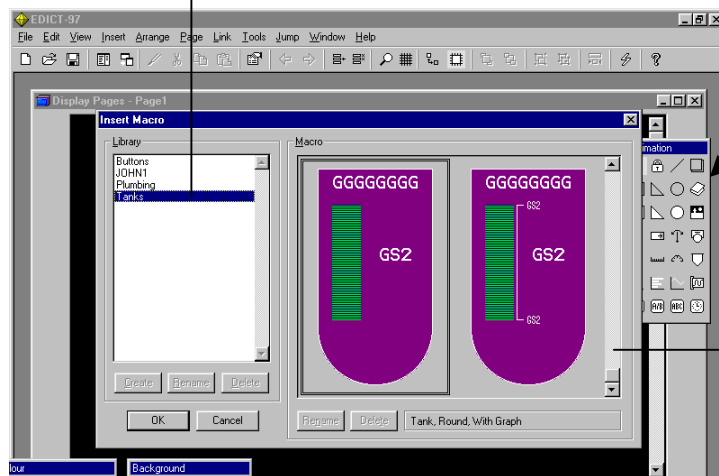 EDICT-97
File Edit View Insert Arrange Page Link Tools Jump Window Help
Display Pages - Page1
Insert Macro
mation
Library
Macro
Buttons
JOHN1
Plumbing
Tanks
GGGGGGGG
GS2
GGGGGGGG
GS2
GS2
GS2
Create Rename Delete
OK Cancel
Rename Delete Tank, Round, With Graph
A/B ABC
lour
Background